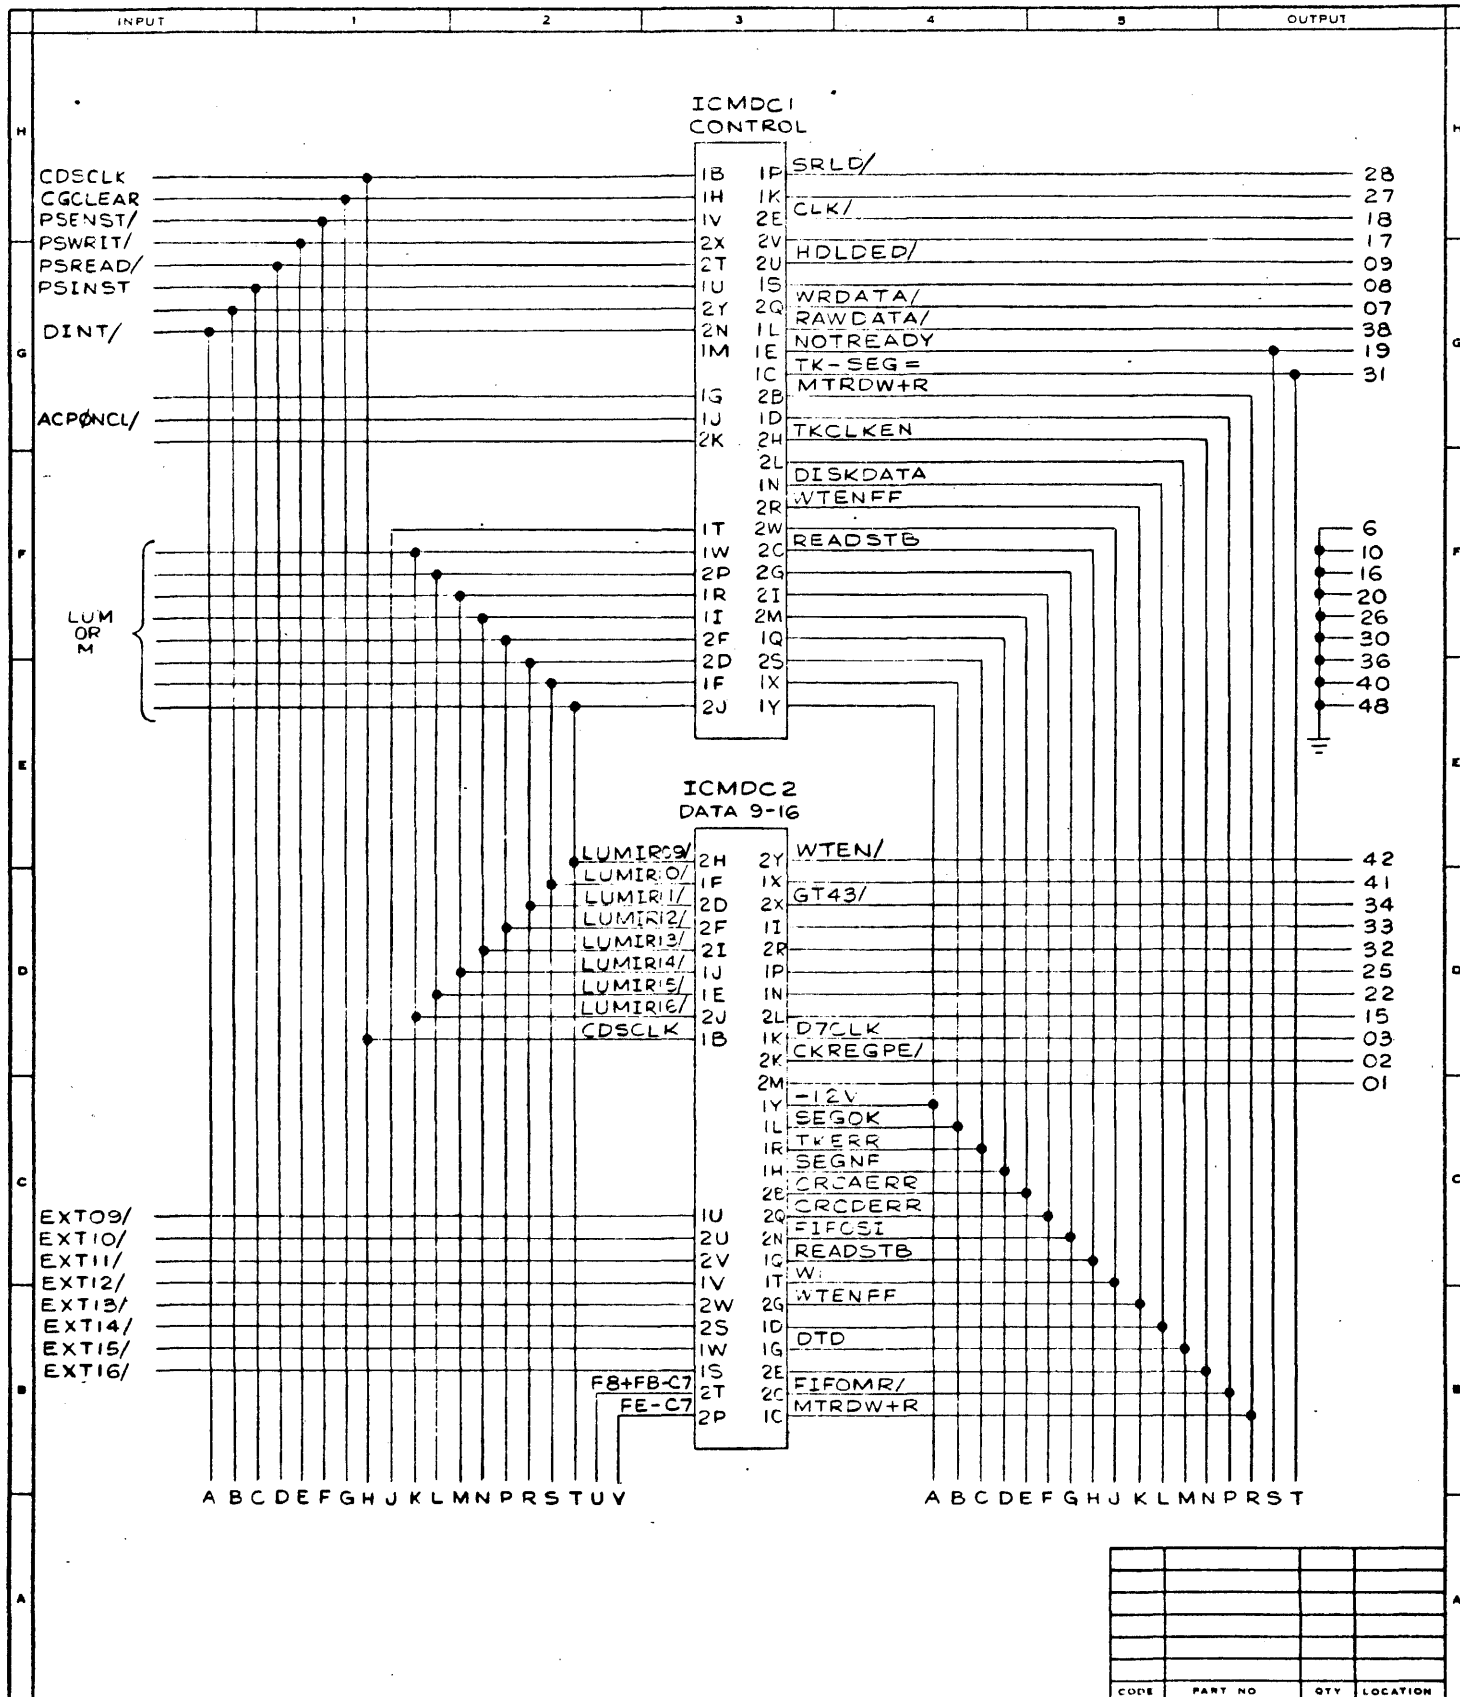 INPUT 1 2 3 4 5 OUTPUT
ICMDC1
CONTROL
H H
CDSCLK 1B 1P SRLD/ 28
CGCLEAR 1H 1K 27
PSENST/ 1V 2E CLK/ 18
PSWRIT/ 2X 2V 17
PSREAD/ 2T 2U HDLDED/ 09
PSINST 1U 1S 08
2Y 2Q WRDATA/ 07
DINT/ 2N 1L RAWDATA/ 38
G G
1M 1E NOTREADY 19
1C TK-SEG= 31
1G 2B MTRDW+R
ACPØNCL/ 1J 1D
2K 2H TKCLKEN
2L
1N DISKDATA
2R WTENFF
1T 2W 6
F F
1W 2C READSTB 10
2P 2G 16
1R 2I 20
LUM
OR
M
1I 2M 26
2F 1Q 30
2D 2S 36
1F 1X 40
2J 1Y 48
E E
ICMDC2
DATA 9-16
LUMIR09/ 2H 2Y WTEN/ 42
LUMIR10/ 1F 1X 41
LUMIR11/ 2D 2X GT43/ 34
LUMIR12/ 2F 1I 33
LUMIR13/ 2I 2R 32
D D
LUMIR14/ 1J 1P 25
LUMIR15/ 1E 1N 22
LUMIR16/ 2J 2L 15
CDSCLK 1B 1K D7CLK 03
2K CKREGPE/ 02
2M 01
1Y -12V
1L SEGOK
1R TKERR
1H SEGNF
C C
2B CRCAERR
EXT09/ 1U 2Q CRCDERR
EXT10/ 2U 2N FIFOSI
EXT11/ 2V 1Q READSTB
EXT12/ 1V 1T
EXT13/ 2W 2G WTENFF
EXT14/ 2S 1D
EXT15/ 1W 1G DTD
EXT16/ 1S 2E
B B
F8+FB-C7 2T 2C FIFOMR/
FE-C7 2P 1C MTRDW+R
A B C D E F G H J K L M N P R S T U V A B C D E F G H J K L M N P R S T
A A
CODE PART NO QTY LOCATION